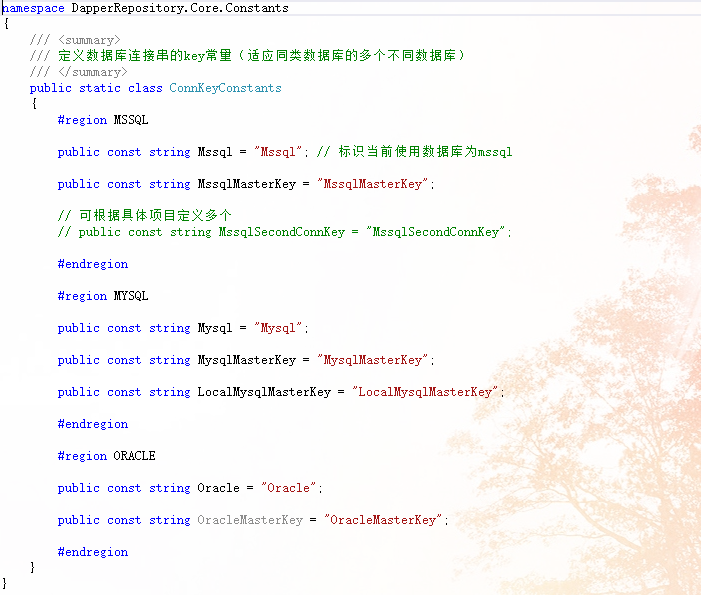 namespace DapperRepository.Core.Constants
{
    /// <summary>
    /// 定义数据库连接串的key常量（适应同类数据库的多个不同数据库）
    /// </summary>
    public static class ConnKeyConstants
    {
        #region MSSQL
        public const string Mssql = "Mssql"; // 标识当前使用数据库为mssql
        public const string MssqlMasterKey = "MssqlMasterKey";
        // 可根据具体项目定义多个
        // public const string MssqlSecondConnKey = "MssqlSecondConnKey";
        #endregion
        #region MYSQL
        public const string Mysql = "Mysql";
        public const string MysqlMasterKey = "MysqlMasterKey";
        public const string LocalMysqlMasterKey = "LocalMysqlMasterKey";
        #endregion
        #region ORACLE
        public const string Oracle = "Oracle";
        public const string OracleMasterKey = "OracleMasterKey";
        #endregion
    }
}